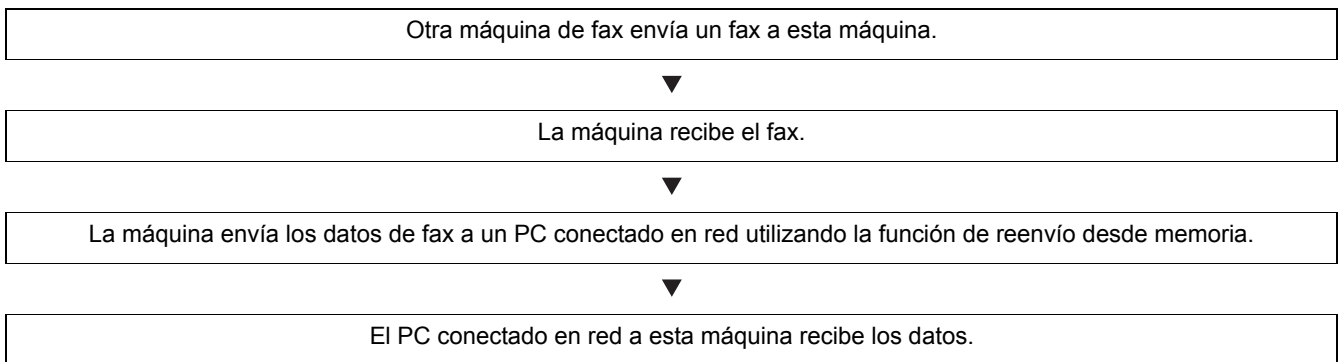 Otra máquina de fax envía un fax a esta máquina.
▼
La máquina recibe el fax.
▼
La máquina envía los datos de fax a un PC conectado en red utilizando la función de reenvío desde memoria.
▼
El PC conectado en red a esta máquina recibe los datos.